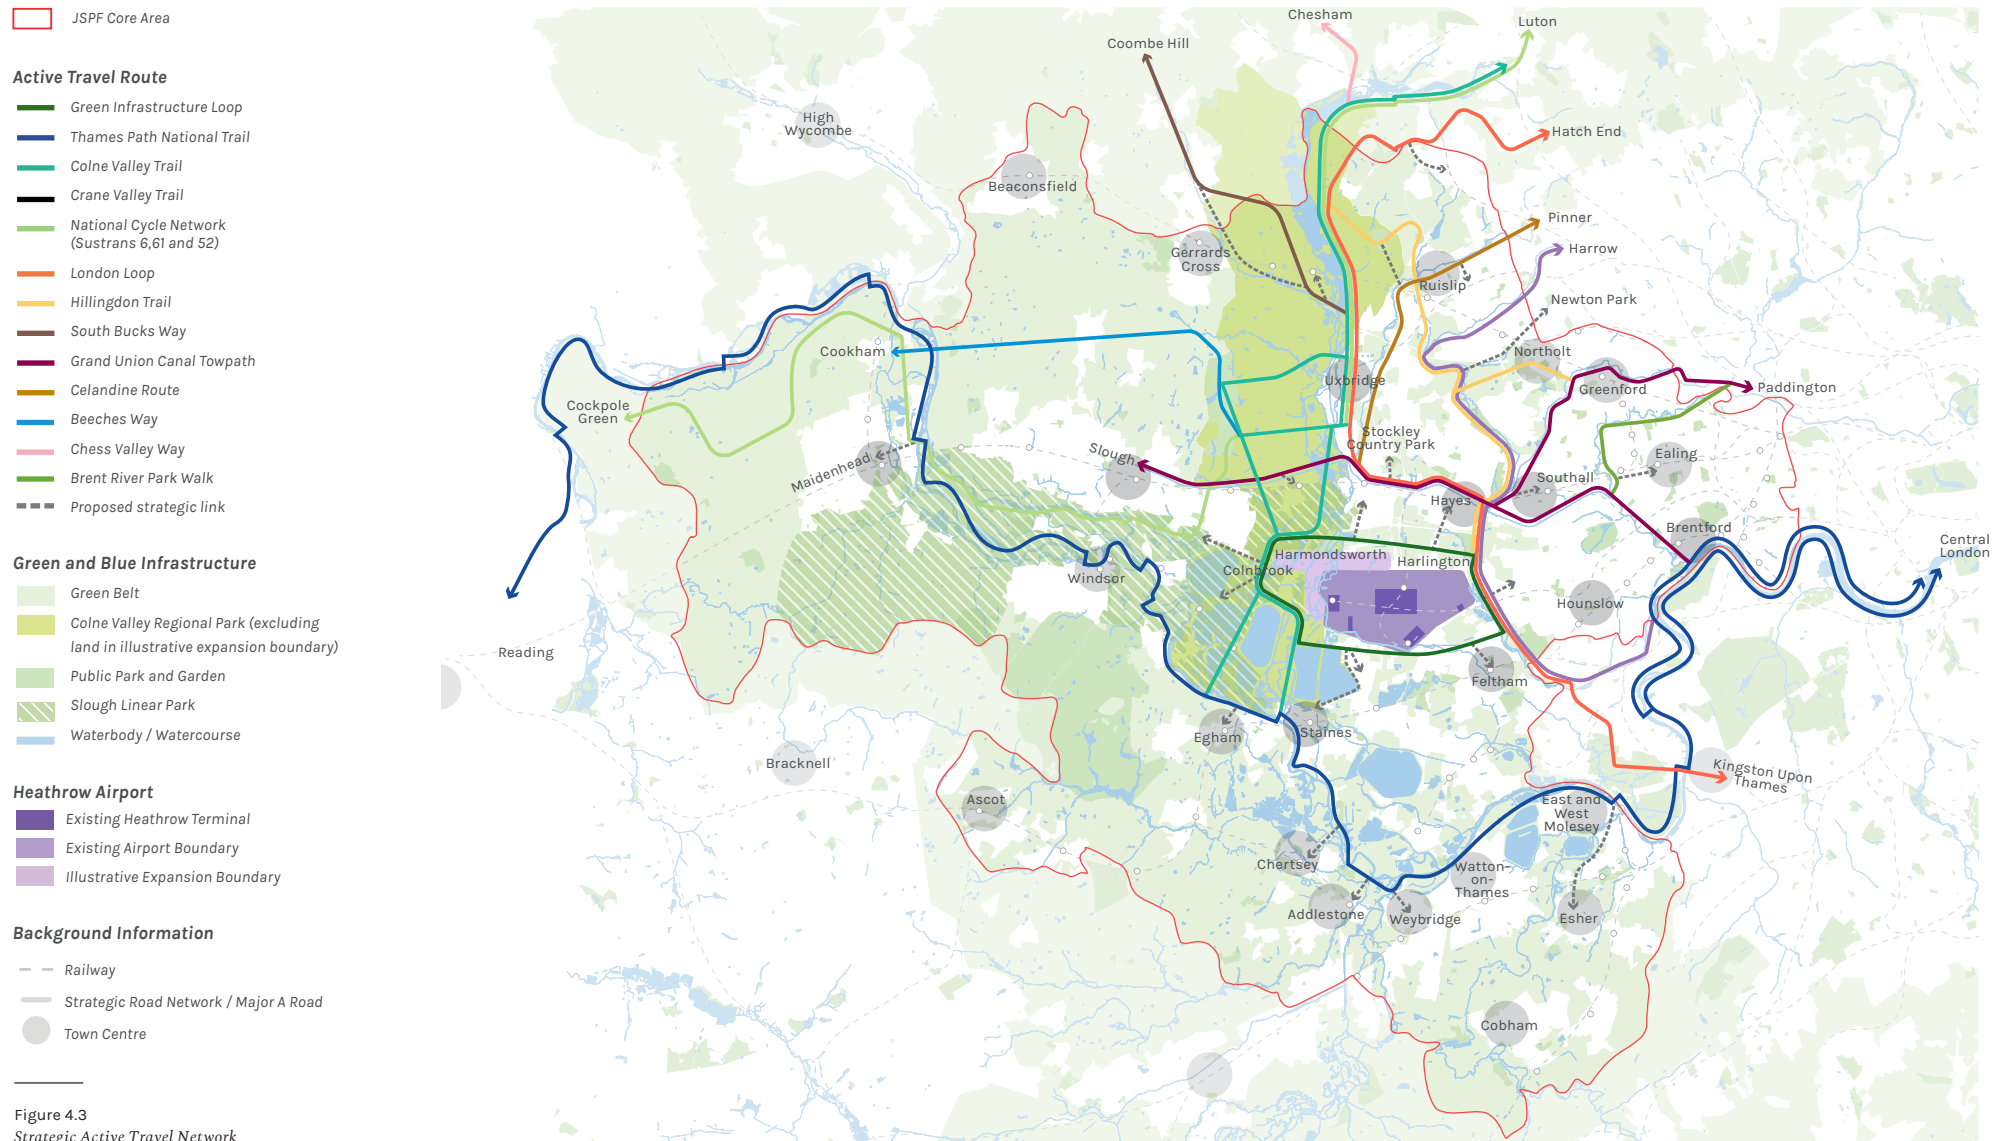 JSPF Core Area
Active Travel Route
Green Infrastructure Loop
Thames Path National Trail
Colne Valley Trail
Crane Valley Trail
National Cycle Network
(Sustrans 6,61 and 52)
London Loop
Hillingdon Trail
South Bucks Way
Grand Union Canal Towpath
Celandine Route
Beeches Way
Chess Valley Way
Brent River Park Walk
Proposed strategic link
Green and Blue Infrastructure
Green Belt
Colne Valley Regional Park (excluding
land in illustrative expansion boundary)
Public Park and Garden
Slough Linear Park
Waterbody / Watercourse
Heathrow Airport
Existing Heathrow Terminal
Existing Airport Boundary
Illustrative Expansion Boundary
Background Information
Railway
Strategic Road Network / Major A Road
Town Centre
Figure 4.3
Strategic Active Travel Network
Chesham
Luton
Coombe Hill
High
Wycombe
Hatch End
Beaconsfield
Pinner
Gerrards
Cross
Harrow
Ruislip
Newton Park
Cookham
Northolt
Uxbridge
Greenford
Paddington
Cockpole
Green
Stockley
Country Park
Slough
Ealing
Maidenhead
Southall
Hayes
Brentford
Central
London
Harmondsworth
Harlington
Colnbrook
Windsor
Hounslow
Reading
Feltham
Egham
Staines
Bracknell
Kingston Upon
Thames
Ascot
East and
West
Molesey
Chertsey
Watton-
on-
Thames
Addlestone
Weybridge
Esher
Cobham